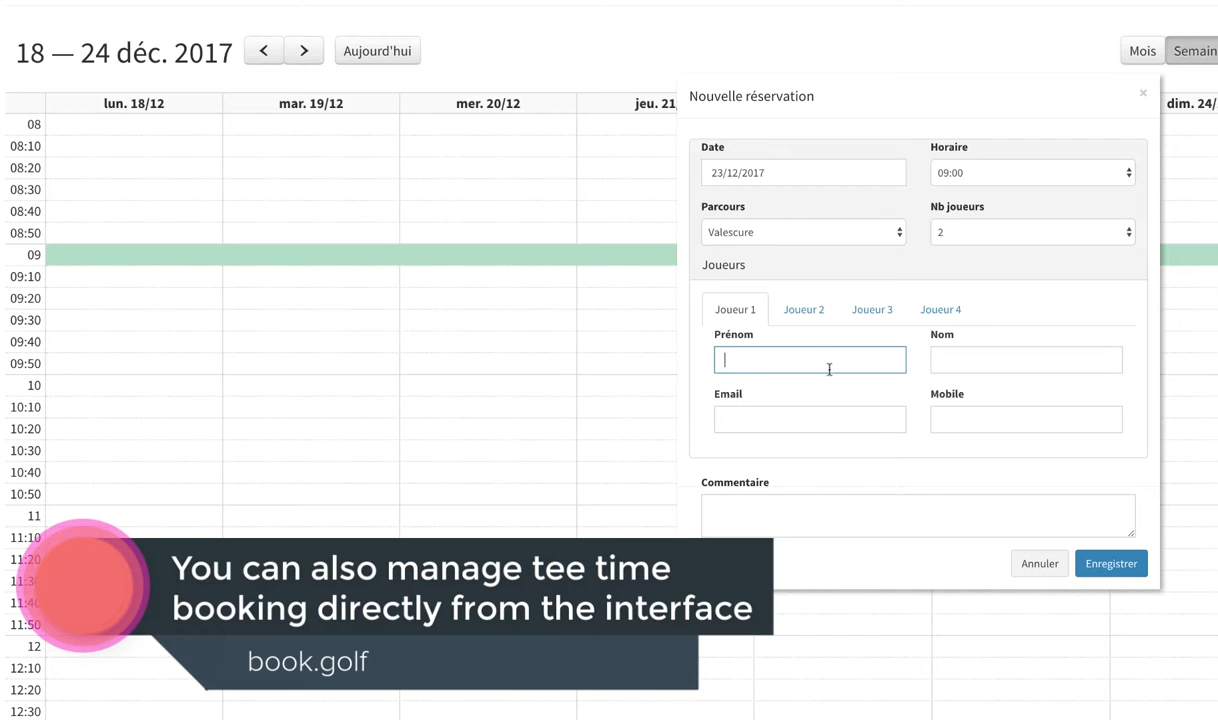 18 — 24 déc. 2017
Aujourd'hui
Mois
Semain
lun. 18/12
mar. 19/12
mer. 20/12
jeu. 21
dim. 24/
08
08:10
08:20
08:30
08:40
08:50
09
09:10
09:20
09:30
09:40
09:50
10
10:10
10:20
10:30
10:40
10:50
11
11:10
11:20
11:3
11:4
11:50
12
12:10
12:20
12:30
Nouvelle réservation
×
Date
Horaire
23/12/2017
09:00
Parcours
Nb joueurs
Valescure
2
Joueurs
Joueur 1
Joueur 2
Joueur 3
Joueur 4
Prénom
Nom
Email
Mobile
Commentaire
Annuler
Enregistrer
You can also manage tee time
booking directly from the interface
book.golf